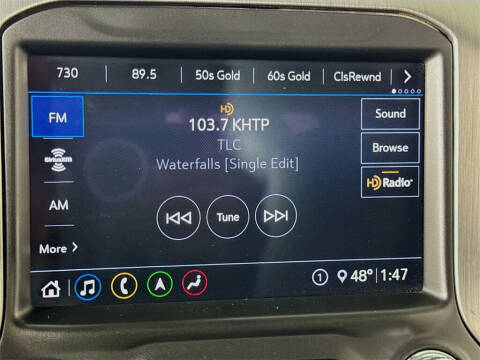 730 89.5 50s Gold 60s Gold ClsRewnd
FM
HD
103.7 KHTP
TLC
Waterfalls [Single Edit]
Sound
Browse
HD Radio
SiriusXM
AM
More
Tune
1 48° 1:47